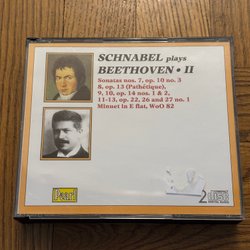 SCHNABEL plays
BEETHOVEN • II
Sonatas nos. 7, op. 10 no. 3
8, op. 13 (Pathétique),
9, 10, op. 14 nos. 1 & 2,
11-13, op. 22, 26 and 27 no. 1
Minuet in E flat, WoO 82
2